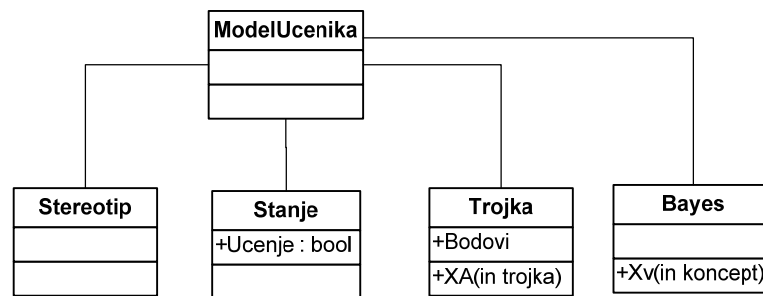 ModelUcenika
Stereotip
Stanje
+Ucenje : bool
Trojka
+Bodovi
+XA(in trojka)
Bayes
+Xv(in koncept)